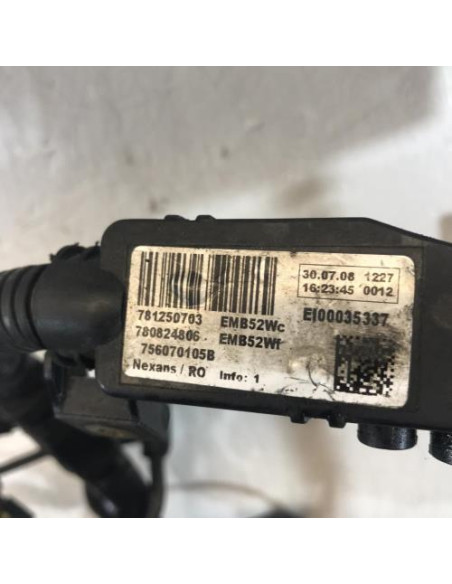 30.07.08 1227
16:23:45 0012
781250703 EMB52Wc EI00035337
780824806 EMB52Wf
756070105B
Nexans / RO Info: 1